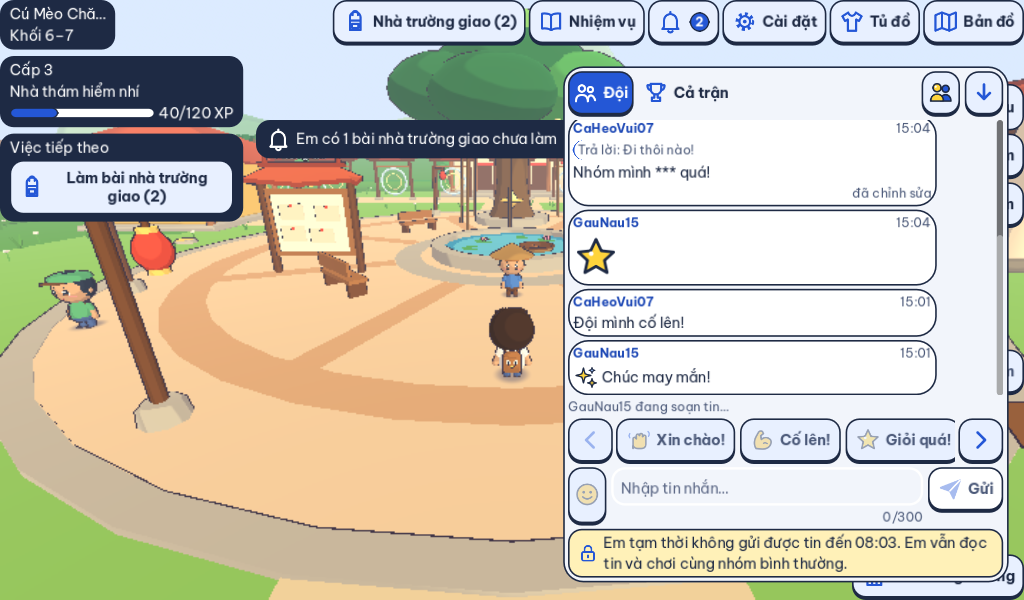 Cú Mèo Chă...
Khối 6-7
Nhà trường giao (2)
Nhiệm vụ
2
Cài đặt
Tủ đồ
Bản đồ
Cấp 3
Nhà thám hiểm nhí
40/120 XP
Em có 1 bài nhà trường giao chưa làm
Việc tiếp theo
Làm bài nhà trường
giao (2)
Đội
Cả trận
CaHeoVui07 15:04
Trả lời: Đi thôi nào!
Nhóm mình *** quá!
đã chỉnh sửa
GauNau15 15:04
CaHeoVui07 15:01
Đội mình cố lên!
GauNau15 15:01
Chúc may mắn!
GauNau15 đang soạn tin...
Xin chào!
Cố lên!
Giỏi quá!
Nhập tin nhắn...
Gửi
0/300
Em tạm thời không gửi được tin đến 08:03. Em vẫn đọc
tin và chơi cùng nhóm bình thường.